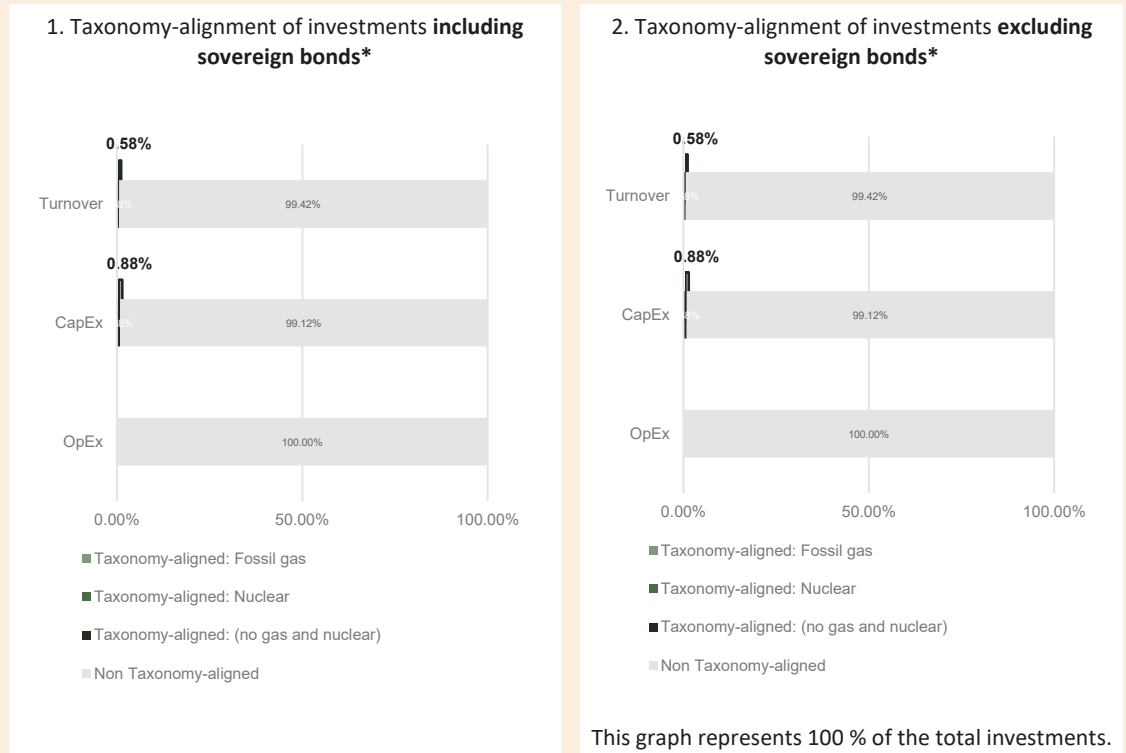 1. Taxonomy-alignment of investments including
sovereign bonds*
0.58%
Turnover
99.42%
0.88%
CapEx
99.12%
OpEx
100.00%
0.00%
50.00%
100.00%
Taxonomy-aligned: Fossil gas
Taxonomy-aligned: Nuclear
Taxonomy-aligned: (no gas and nuclear)
Non Taxonomy-aligned
2. Taxonomy-alignment of investments excluding
sovereign bonds*
0.58%
Turnover
99.42%
0.88%
CapEx
99.12%
OpEx
100.00%
0.00%
50.00%
100.00%
Taxonomy-aligned: Fossil gas
Taxonomy-aligned: Nuclear
Taxonomy-aligned: (no gas and nuclear)
Non Taxonomy-aligned
This graph represents 100 % of the total investments.